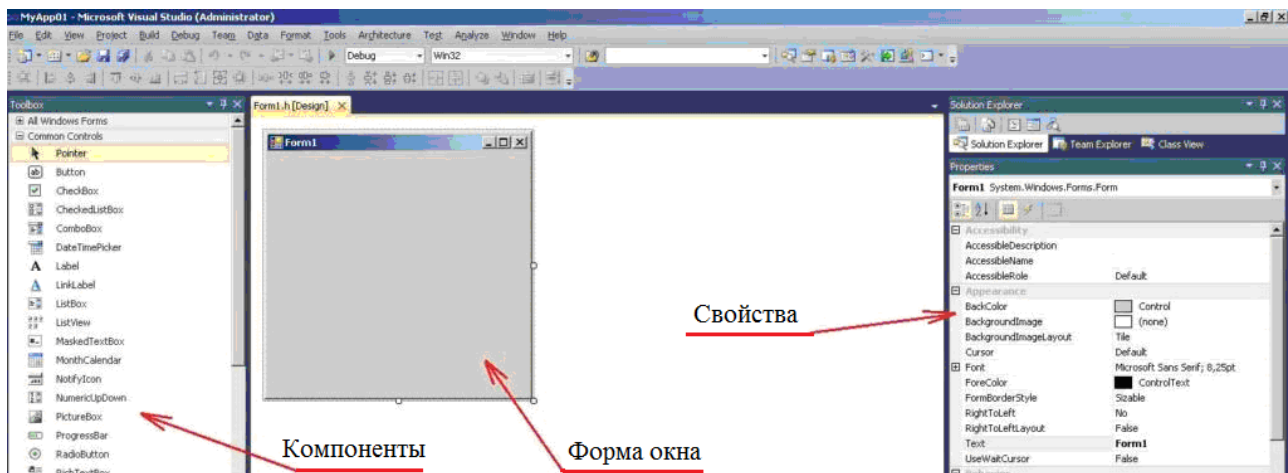 MyApp01 - Microsoft Visual Studio (Administrator)
File Edit View Project Build Debug Team Data Format Tools Architecture Test Analyze Window Help
Debug Win32
Toolbox
All Windows Forms
Common Controls
Pointer
Button
CheckBox
CheckedListBox
ComboBox
DateTimePicker
Label
LinkLabel
ListBox
ListView
MaskedTextBox
MonthCalendar
NotifyIcon
NumericUpDown
PictureBox
ProgressBar
RadioButton
RichTextBox
Form1.h [Design]
Form1
Компоненты
Форма окна
Свойства
Solution Explorer
Solution Explorer Team Explorer Class View
Properties
Form1 System.Windows.Forms.Form
Accessibility
AccessibleDescription
AccessibleName
AccessibleRole Default
Appearance
BackColor Control
BackgroundImage (none)
BackgroundImageLayout Tile
Cursor Default
Font Microsoft Sans Serif; 8,25pt
ForeColor ControlText
FormBorderStyle Sizable
RightToLeft No
RightToLeftLayout False
Text Form1
UseWaitCursor False